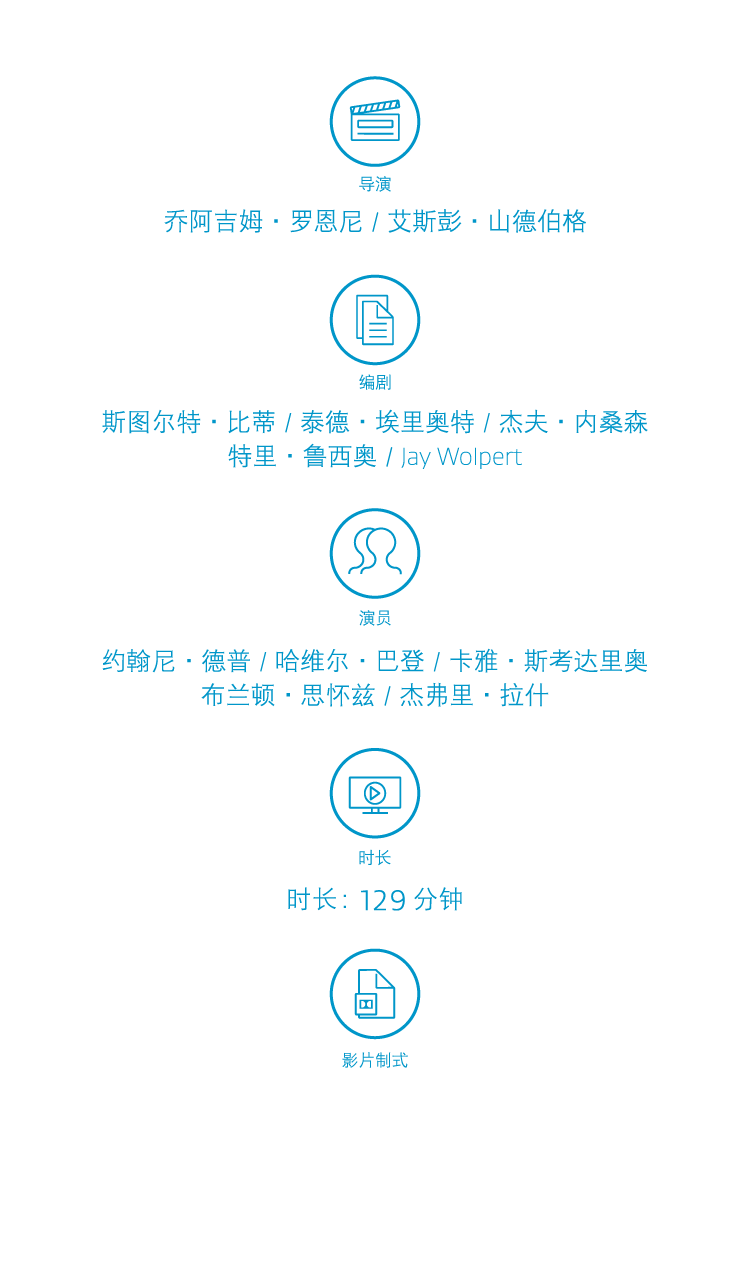 导演
乔阿吉姆·罗恩尼 / 艾斯彭·山德伯格
编剧
斯图尔特·比蒂 / 泰德·埃里奥特 / 杰夫·内桑森
特里·鲁西奥 / Jay Wolpert
演员
约翰尼·德普 / 哈维尔·巴登 / 卡雅·斯考达里奥
布兰顿·思怀兹 / 杰弗里·拉什
时长
时长: 129 分钟
影片制式